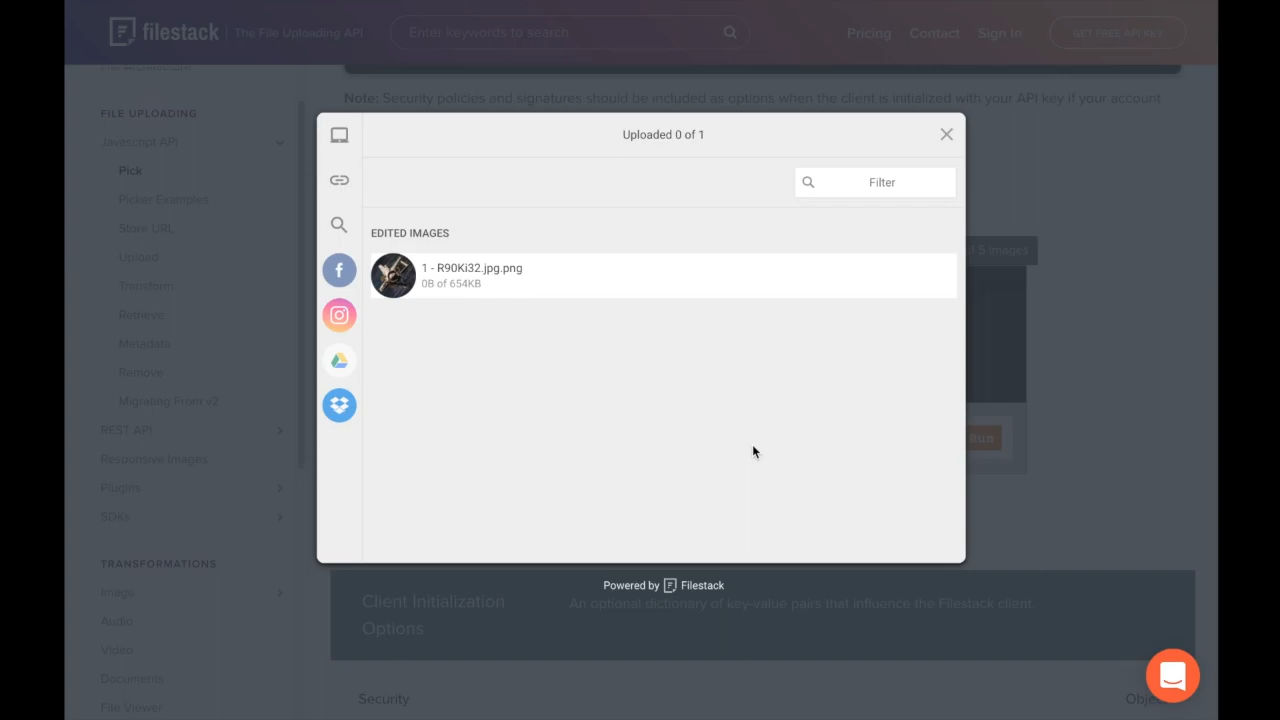 filestack | The File Uploading API
Enter keywords to search
Pricing Contact Sign In GET FREE API KEY
File Architecture
FILE UPLOADING
Javascript API
Pick
Picker Examples
Store URL
Upload
Transform
Retrieve
Metadata
Remove
Migrating From v2
REST API
Responsive Images
Plugins
SDKs
TRANSFORMATIONS
Image
Audio
Video
Documents
File Viewer
Note: Security policies and signatures should be included as options when the client is initialized with your API key if your account
Uploaded 0 of 1
Filter
EDITED IMAGES
1 - R90Ki32.jpg.png
0B of 654KB
5 images
Run
Powered by Filestack
Client Initialization
Options
An optional dictionary of key-value pairs that influence the Filestack client.
Security